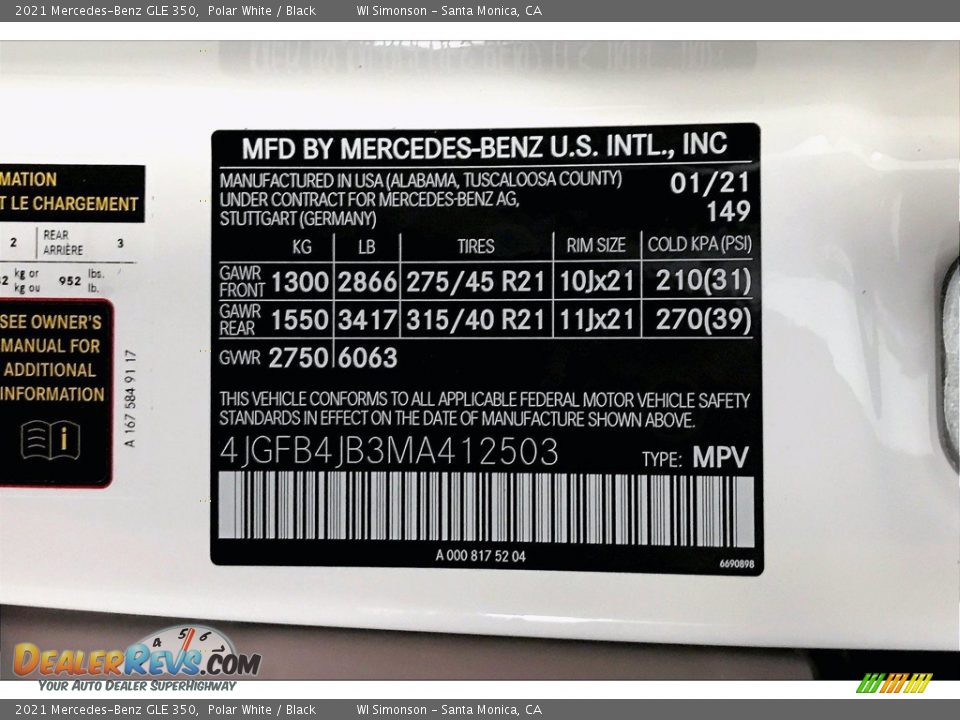 2021 Mercedes-Benz GLE 350,  Polar White / Black          WI Simonson - Santa Monica, CA
MFD BY MERCEDES-BENZ U.S. INTL., INC
MANUFACTURED IN USA (ALABAMA, TUSCALOOSA COUNTY)
UNDER CONTRACT FOR MERCEDES-BENZ AG,
STUTTGART (GERMANY)
01/21
149
KG LB TIRES RIM SIZE COLD KPA (PSI)
GAWR FRONT 1300 2866 275/45 R21 10Jx21 210(31)
GAWR REAR 1550 3417 315/40 R21 11Jx21 270(39)
GVWR 2750 6063
THIS VEHICLE CONFORMS TO ALL APPLICABLE FEDERAL MOTOR VEHICLE SAFETY
STANDARDS IN EFFECT ON THE DATE OF MANUFACTURE SHOWN ABOVE.
4JGFB4JB3MA412503 TYPE: MPV
A 000 817 52 04
6690898
MATION
T LE CHARGEMENT
2 REAR 3
ARRIÈRE
2 kg or 952 lbs.
kg ou lb.
SEE OWNER'S
MANUAL FOR
ADDITIONAL
INFORMATION
i
A 167 584 91 17
4 5 6
DEALERREVS.COM
YOUR AUTO DEALER SUPERHIGHWAY
2021 Mercedes-Benz GLE 350,  Polar White / Black          WI Simonson - Santa Monica, CA